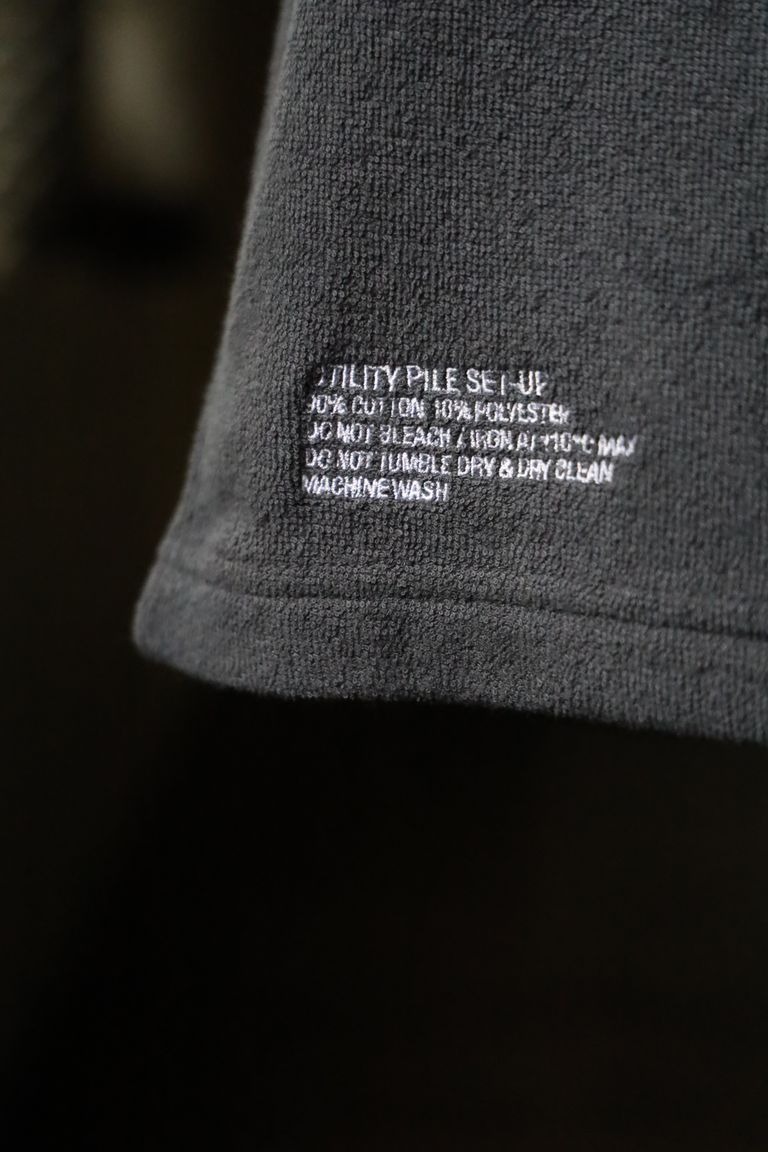 UTILITY PILE SET-UP
90% COTTON 10% POLYESTER
DO NOT BLEACH / IRON AT 110°C MAX
DO NOT TUMBLE DRY & DRY CLEAN
MACHINE WASH